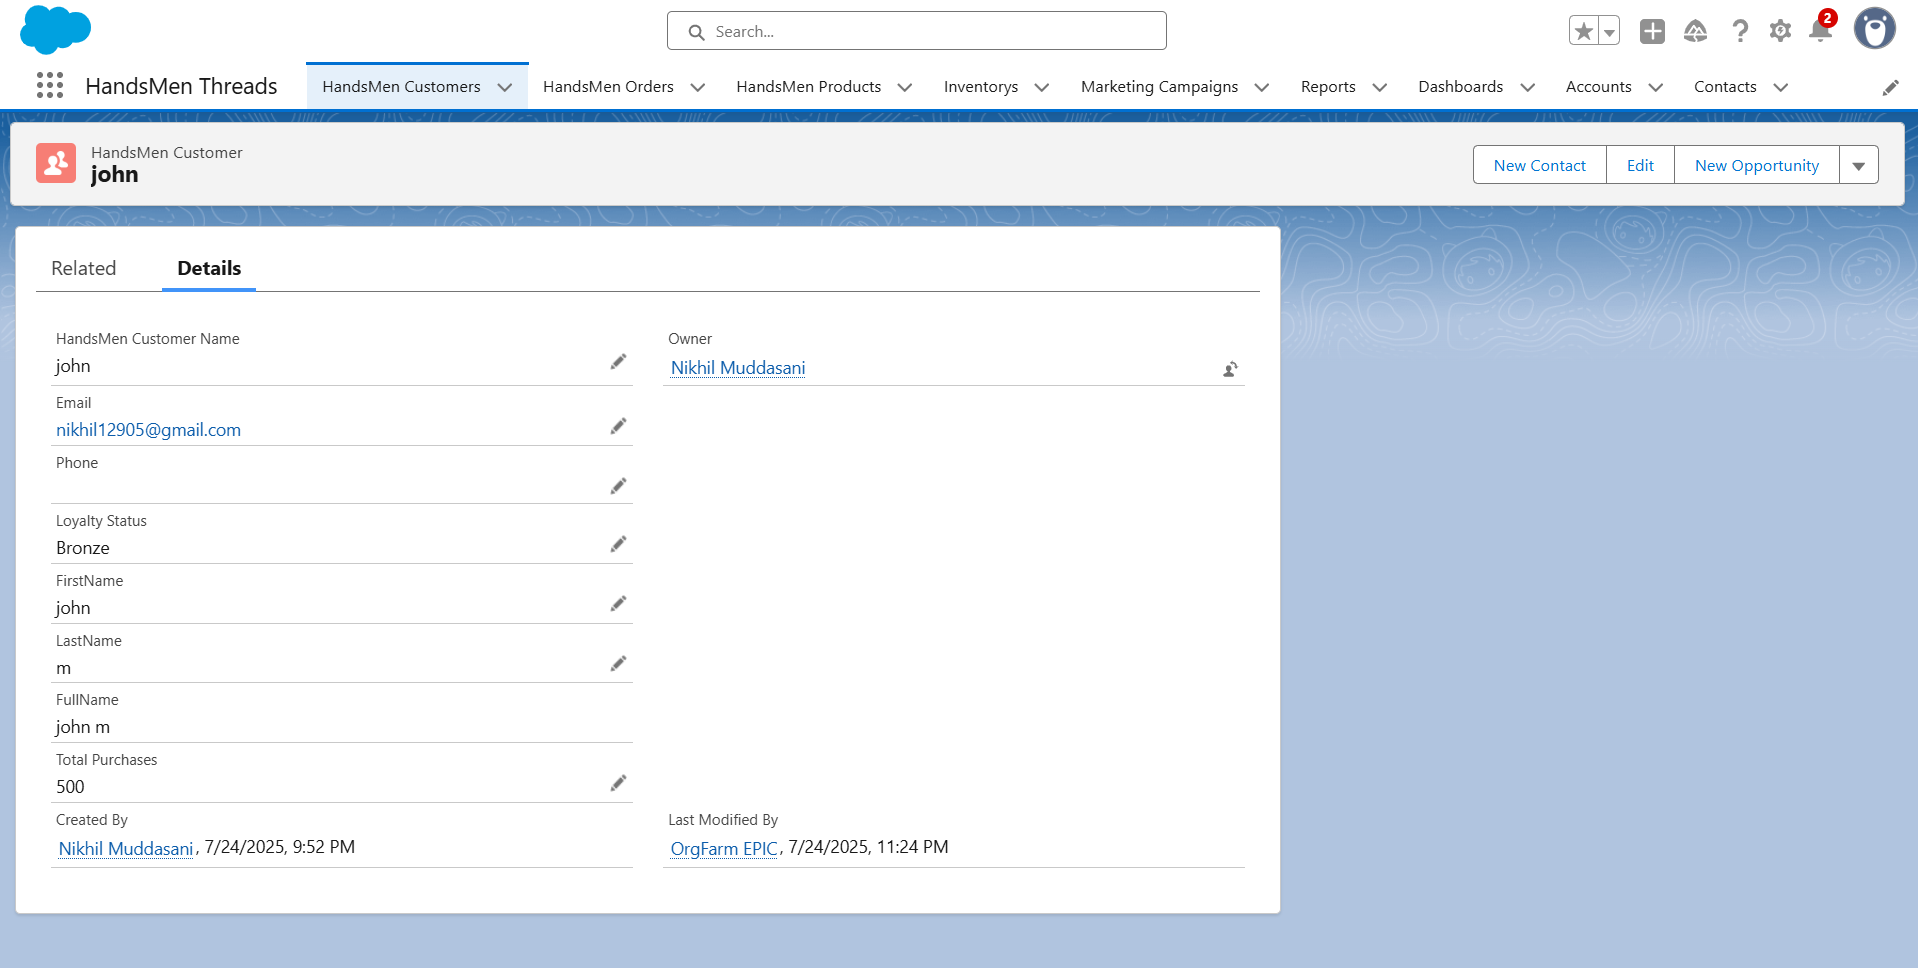 Search...
2
HandsMen Threads
HandsMen Customers
HandsMen Orders
HandsMen Products
Inventorys
Marketing Campaigns
Reports
Dashboards
Accounts
Contacts
HandsMen Customer
john
New Contact
Edit
New Opportunity
Related
Details
HandsMen Customer Name
john
Owner
Nikhil Muddasani
Email
nikhil12905@gmail.com
Phone
Loyalty Status
Bronze
FirstName
john
LastName
m
FullName
john m
Total Purchases
500
Created By
Nikhil Muddasani, 7/24/2025, 9:52 PM
Last Modified By
OrgFarm EPIC, 7/24/2025, 11:24 PM